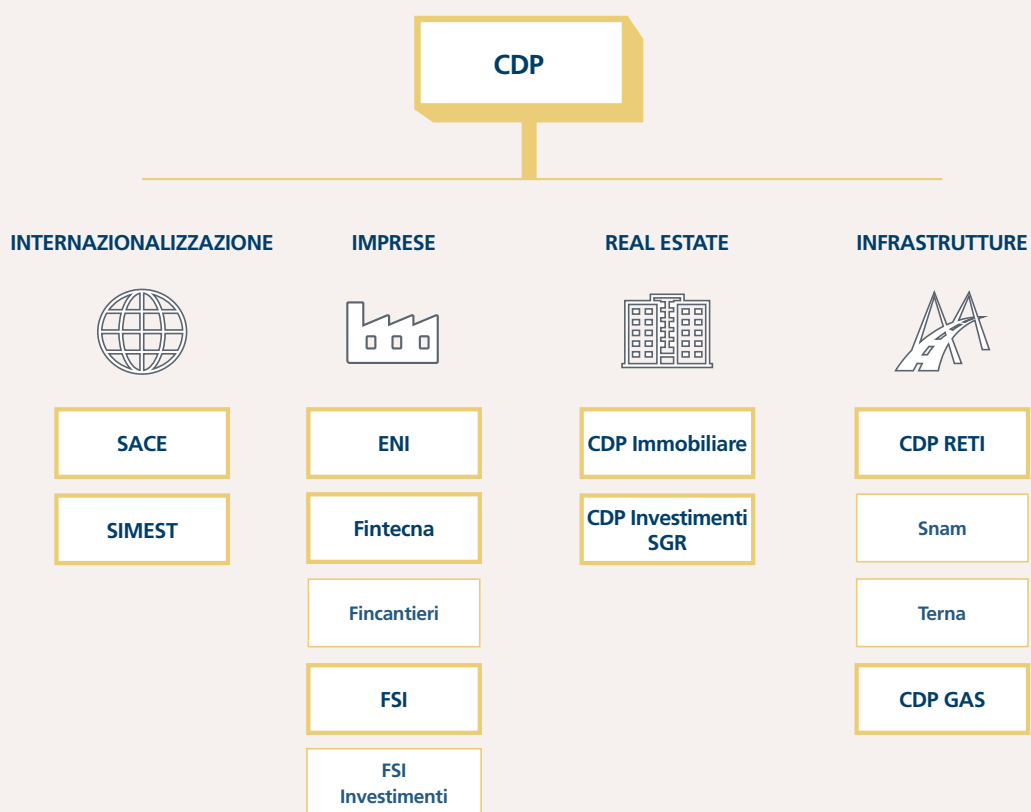 CDP
INTERNAZIONALIZZAZIONE
IMPRESE
REAL ESTATE
INFRASTRUTTURE
SACE
SIMEST
ENI
Fintecna
Fincantieri
FSI
FSI
Investimenti
CDP Immobiliare
CDP Investimenti
SGR
CDP RETI
Snam
Terna
CDP GAS